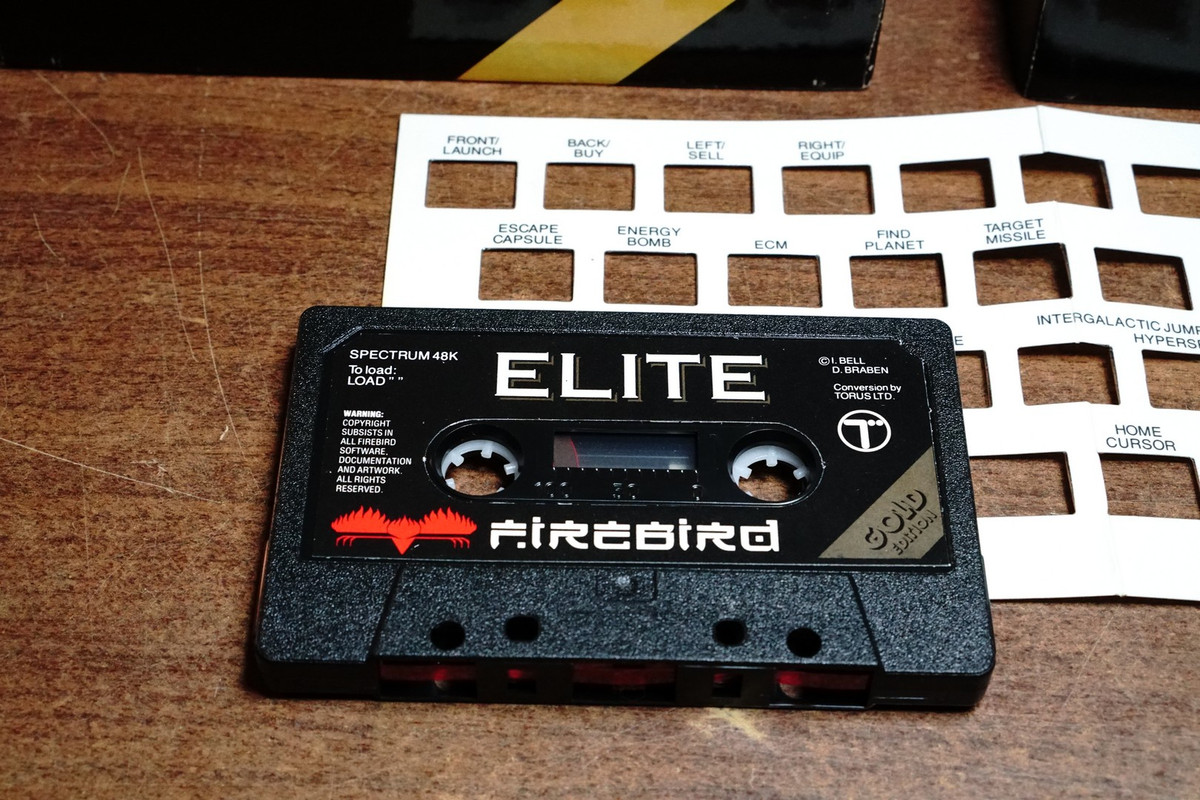 FRONT/
LAUNCH
BACK/
BUY
LEFT/
SELL
RIGHT/
EQUIP
ESCAPE
CAPSULE
ENERGY
BOMB
ECM
FIND
PLANET
TARGET
MISSILE
INTERGALACTIC
HOME
CURSOR
SPECTRUM 48K
To load:
LOAD " "
ELITE
© I. BELL
D. BRABEN
Conversion by
TORUS LTD.
WARNING:
COPYRIGHT
SUBSISTS IN
ALL FIREBIRD
SOFTWARE,
DOCUMENTATION
AND ARTWORK.
ALL RIGHTS
RESERVED.
FIREBIRD
GOLD
EDITION